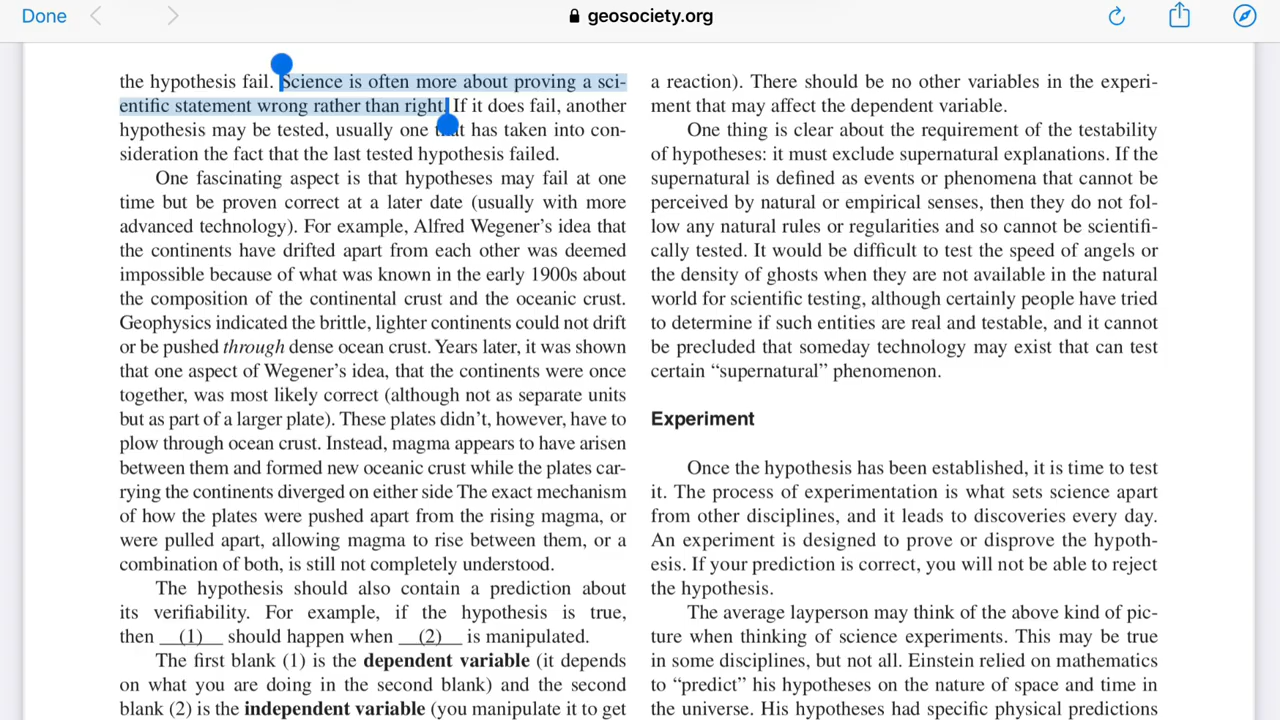 Done
geosociety.org
the hypothesis fail. Science is often more about proving a sci-
entific statement wrong rather than right. If it does fail, another
hypothesis may be tested, usually one that has taken into con-
sideration the fact that the last tested hypothesis failed.
One fascinating aspect is that hypotheses may fail at one
time but be proven correct at a later date (usually with more
advanced technology). For example, Alfred Wegener's idea that
the continents have drifted apart from each other was deemed
impossible because of what was known in the early 1900s about
the composition of the continental crust and the oceanic crust.
Geophysics indicated the brittle, lighter continents could not drift
or be pushed through dense ocean crust. Years later, it was shown
that one aspect of Wegener's idea, that the continents were once
together, was most likely correct (although not as separate units
but as part of a larger plate). These plates didn't, however, have to
plow through ocean crust. Instead, magma appears to have arisen
between them and formed new oceanic crust while the plates car-
rying the continents diverged on either side The exact mechanism
of how the plates were pushed apart from the rising magma, or
were pulled apart, allowing magma to rise between them, or a
combination of both, is still not completely understood.
The hypothesis should also contain a prediction about
its verifiability. For example, if the hypothesis is true,
then __(1)__ should happen when __(2)__ is manipulated.
The first blank (1) is the dependent variable (it depends
on what you are doing in the second blank) and the second
blank (2) is the independent variable (you manipulate it to get
a reaction). There should be no other variables in the experi-
ment that may affect the dependent variable.
One thing is clear about the requirement of the testability
of hypotheses: it must exclude supernatural explanations. If the
supernatural is defined as events or phenomena that cannot be
perceived by natural or empirical senses, then they do not fol-
low any natural rules or regularities and so cannot be scientifi-
cally tested. It would be difficult to test the speed of angels or
the density of ghosts when they are not available in the natural
world for scientific testing, although certainly people have tried
to determine if such entities are real and testable, and it cannot
be precluded that someday technology may exist that can test
certain “supernatural” phenomenon.
Experiment
Once the hypothesis has been established, it is time to test
it. The process of experimentation is what sets science apart
from other disciplines, and it leads to discoveries every day.
An experiment is designed to prove or disprove the hypoth-
esis. If your prediction is correct, you will not be able to reject
the hypothesis.
The average layperson may think of the above kind of pic-
ture when thinking of science experiments. This may be true
in some disciplines, but not all. Einstein relied on mathematics
to “predict” his hypotheses on the nature of space and time in
the universe. His hypotheses had specific physical predictions